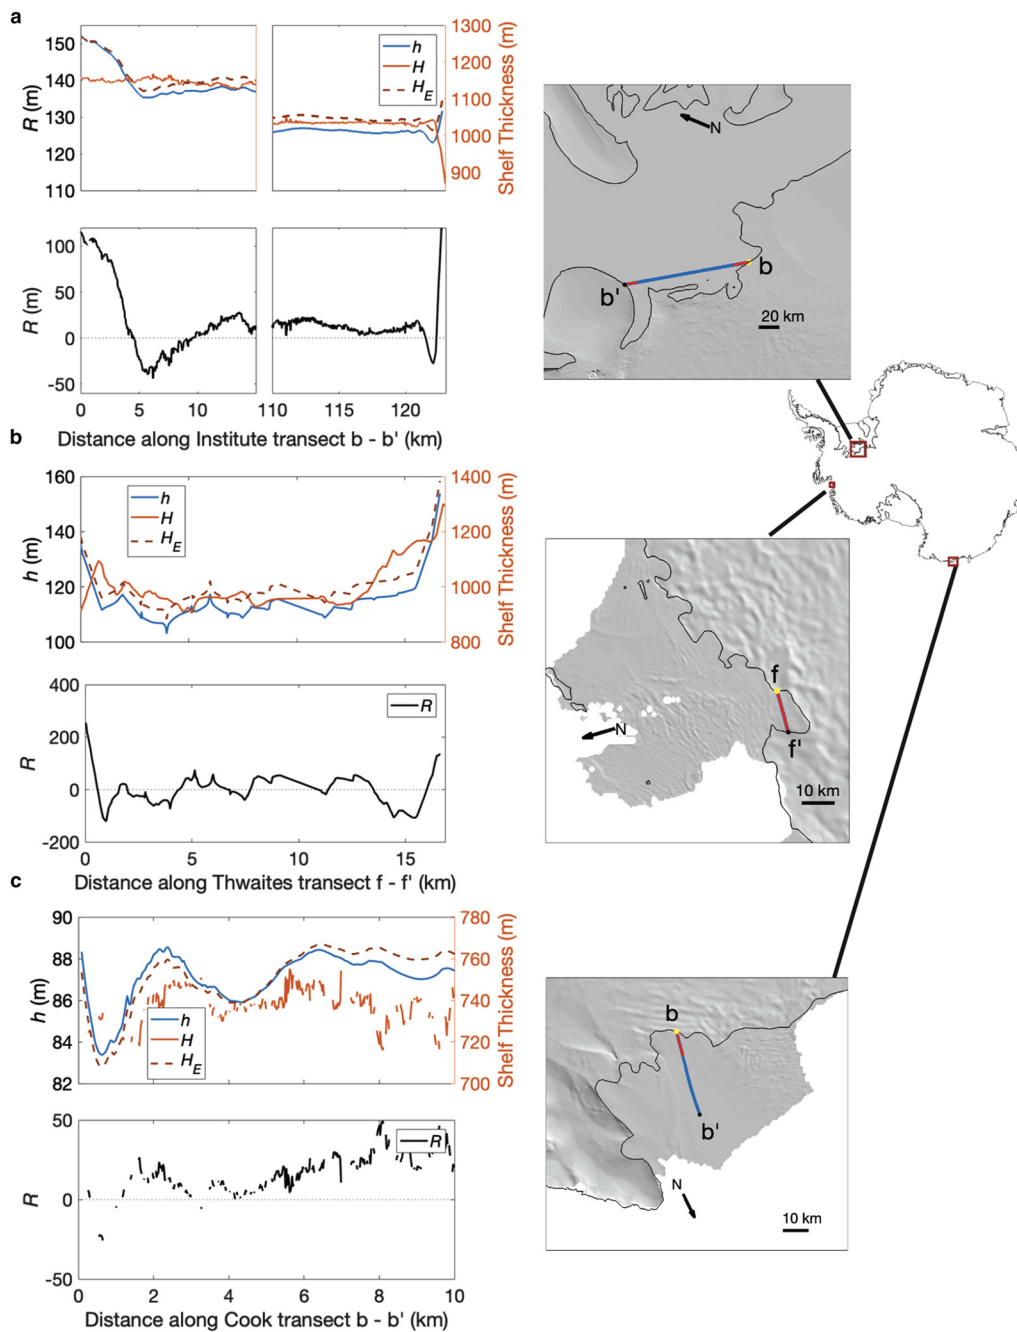 a
1300
150
1200
140
1100
130
1000
120
900
110
R (m)
Shelf Thickness (m)
h
H
H_E
100
50
0
-50
R (m)
0 5 10 110 115 120
Distance along Institute transect b - b' (km)
N
b
b'
20 km
b
160
140
120
100
h (m)
1400
1200
1000
800
Shelf Thickness (m)
h
H
H_E
400
200
0
-200
R
R
0 5 10 15
Distance along Thwaites transect f - f' (km)
f
f'
N
10 km
c
90
88
86
84
82
h (m)
780
760
740
720
700
Shelf Thickness (m)
h
H
H_E
50
0
-50
R
R
0 2 4 6 8 10
Distance along Cook transect b - b' (km)
b
b'
N
10 km